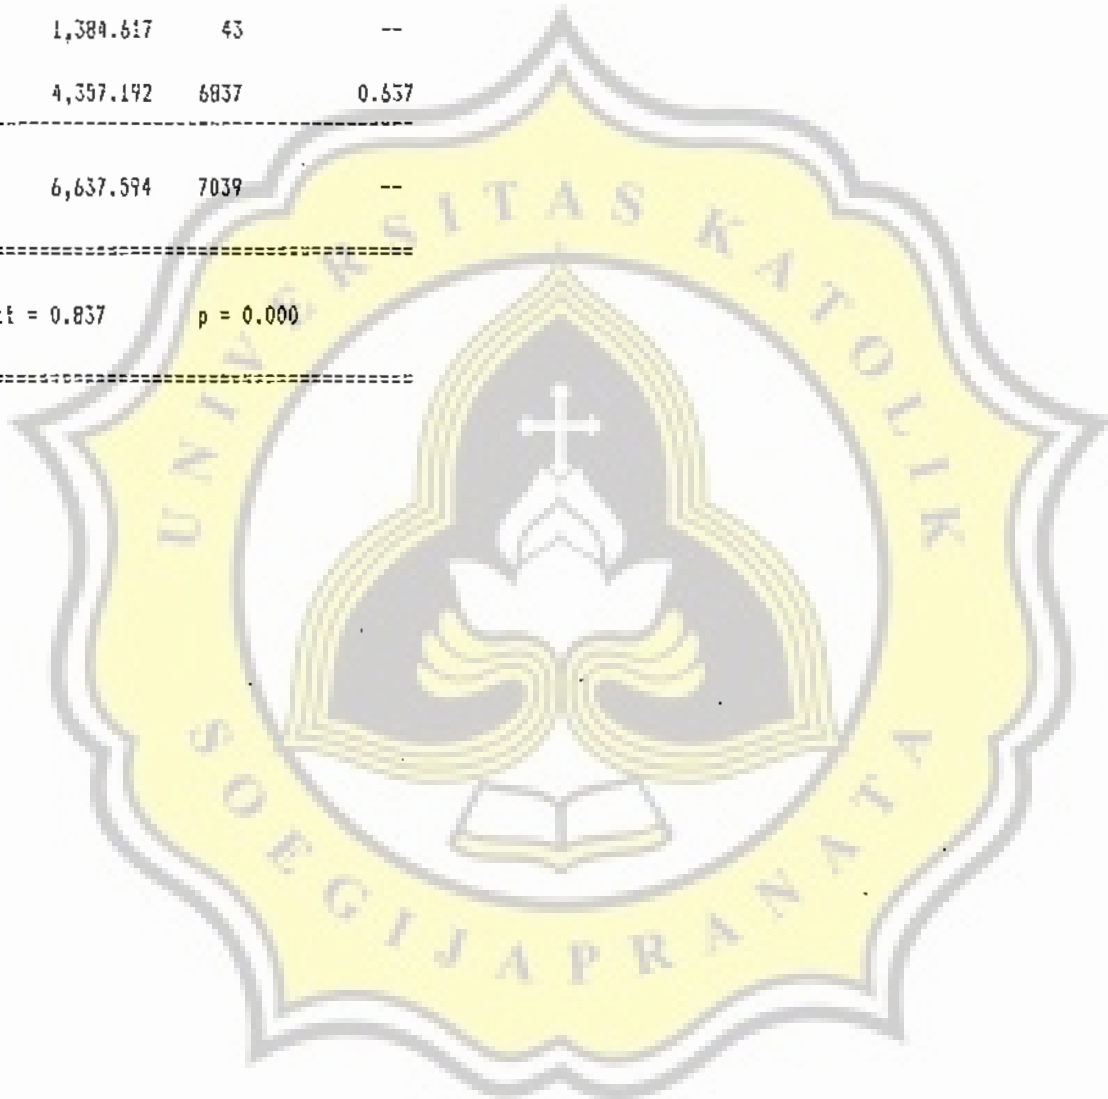 1,384.617 43 --
4,357.192 6837 0.637
6,637.594 7039 --
= 0.837 p = 0.000
UNIVERSITAS KATOLIK
SOEGIJAPRANATA